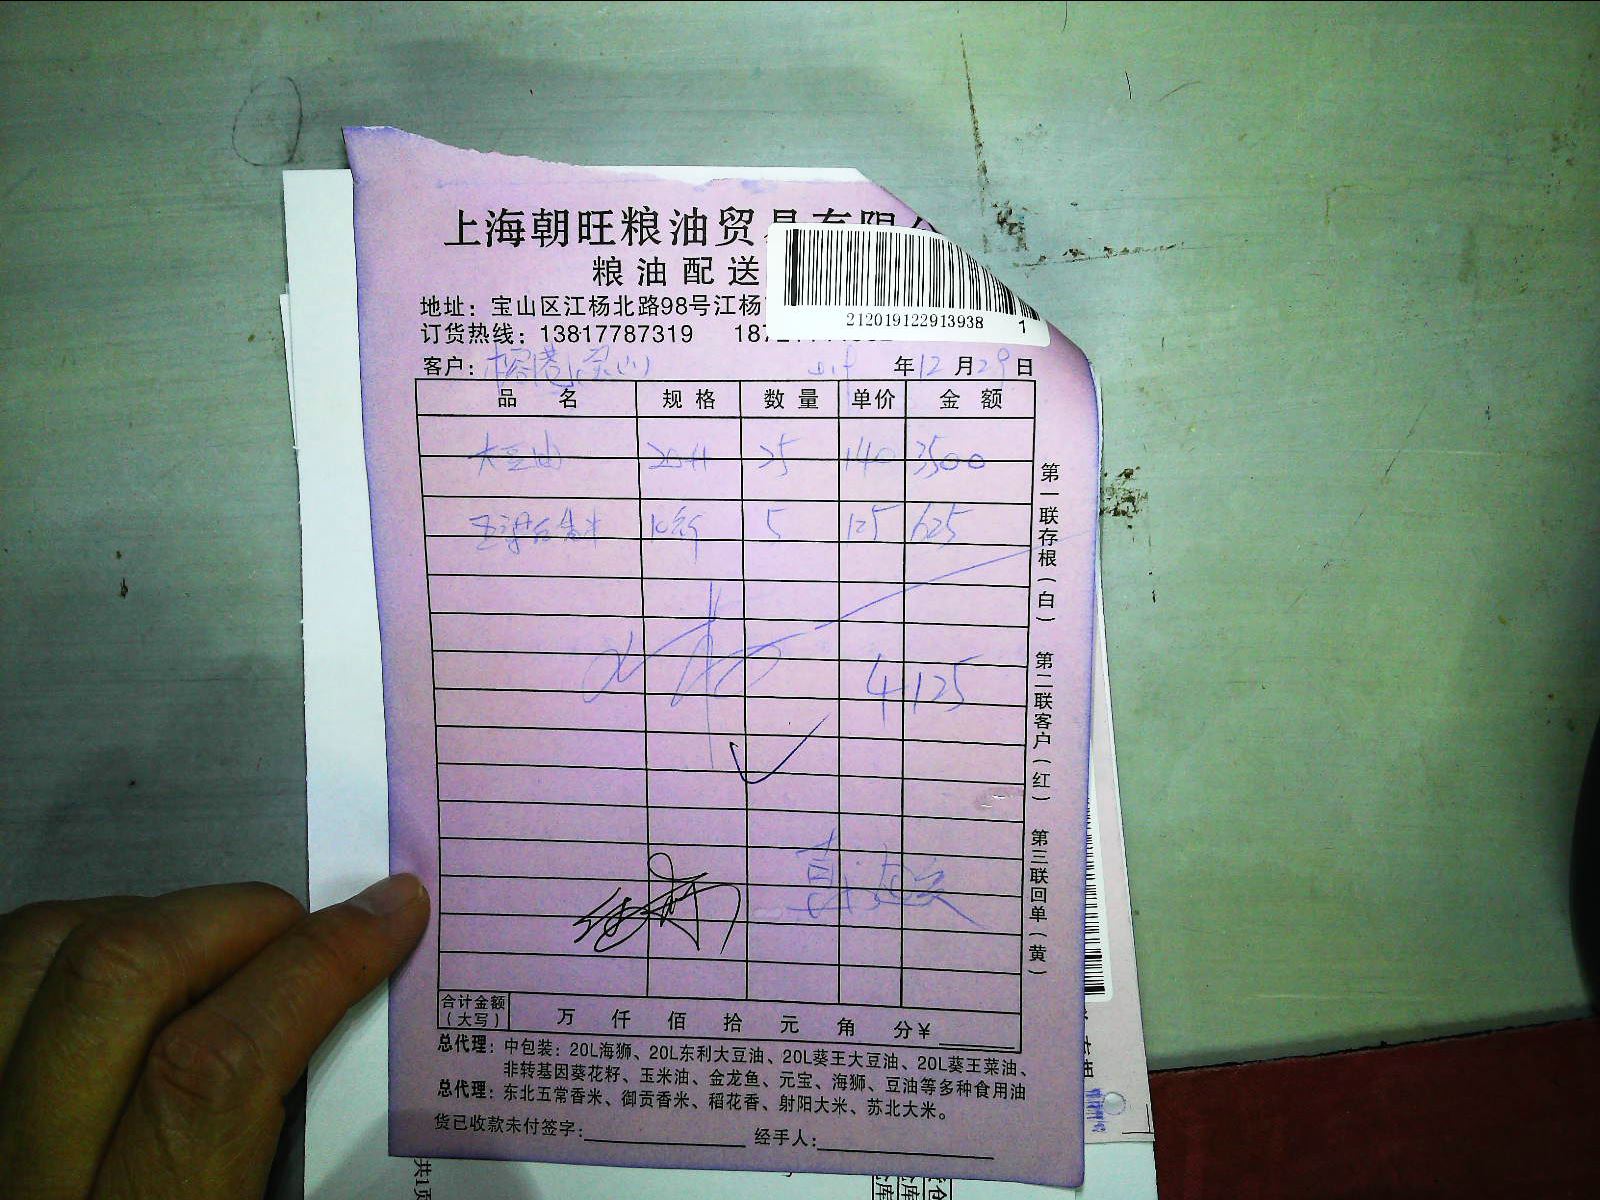 上海朝旺粮油贸易有限
粮油配送
212019122913938 1
地址：宝山区江杨北路98号江杨
订货热线：13817787319 187
客户： 年12月29日
品名 规格 数量 单价 金额
大豆油 25 140 3500
10斤 5 125 625
4125
第一联存根（白） 第二联客户（红） 第三联回单（黄）
合计金额（大写） 万 仟 佰 拾 元 角 分￥
总代理：中包装：20L海狮、20L东利大豆油、20L葵王大豆油、20L葵王菜油、
非转基因葵花籽、玉米油、金龙鱼、元宝、海狮、豆油等多种食用油
总代理：东北五常香米、御贡香米、稻花香、射阳大米、苏北大米。
货已收款未付签字： 经手人：
共1页